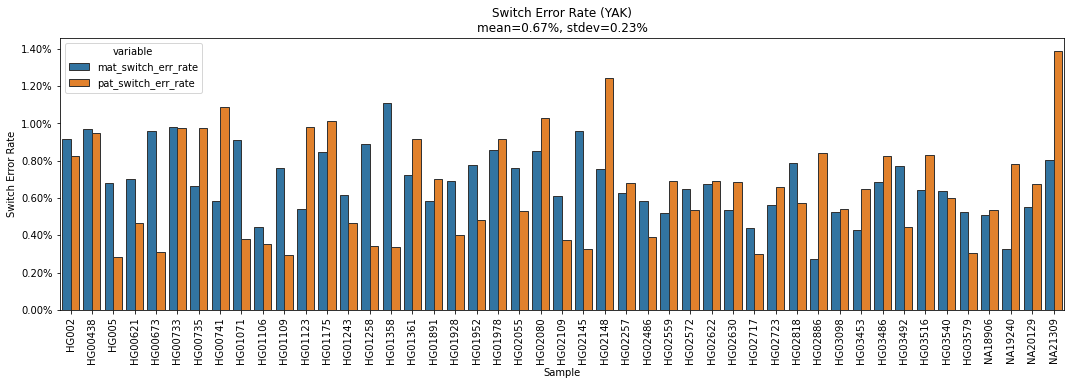 Switch Error Rate (YAK)
mean=0.67%, stdev=0.23%
variable
mat_switch_err_rate
pat_switch_err_rate
1.40%
1.20%
1.00%
0.80%
0.60%
0.40%
0.20%
0.00%
Switch Error Rate
HG002
HG00438
HG005
HG00621
HG00673
HG00733
HG00735
HG00741
HG01071
HG01106
HG01109
HG01123
HG01175
HG01243
HG01258
HG01358
HG01361
HG01891
HG01928
HG01952
HG01978
HG02055
HG02080
HG02109
HG02145
HG02148
HG02257
HG02486
HG02559
HG02572
HG02622
HG02630
HG02717
HG02723
HG02818
HG02886
HG03098
HG03453
HG03486
HG03492
HG03516
HG03540
HG03579
NA18906
NA19240
NA20129
NA21309
Sample